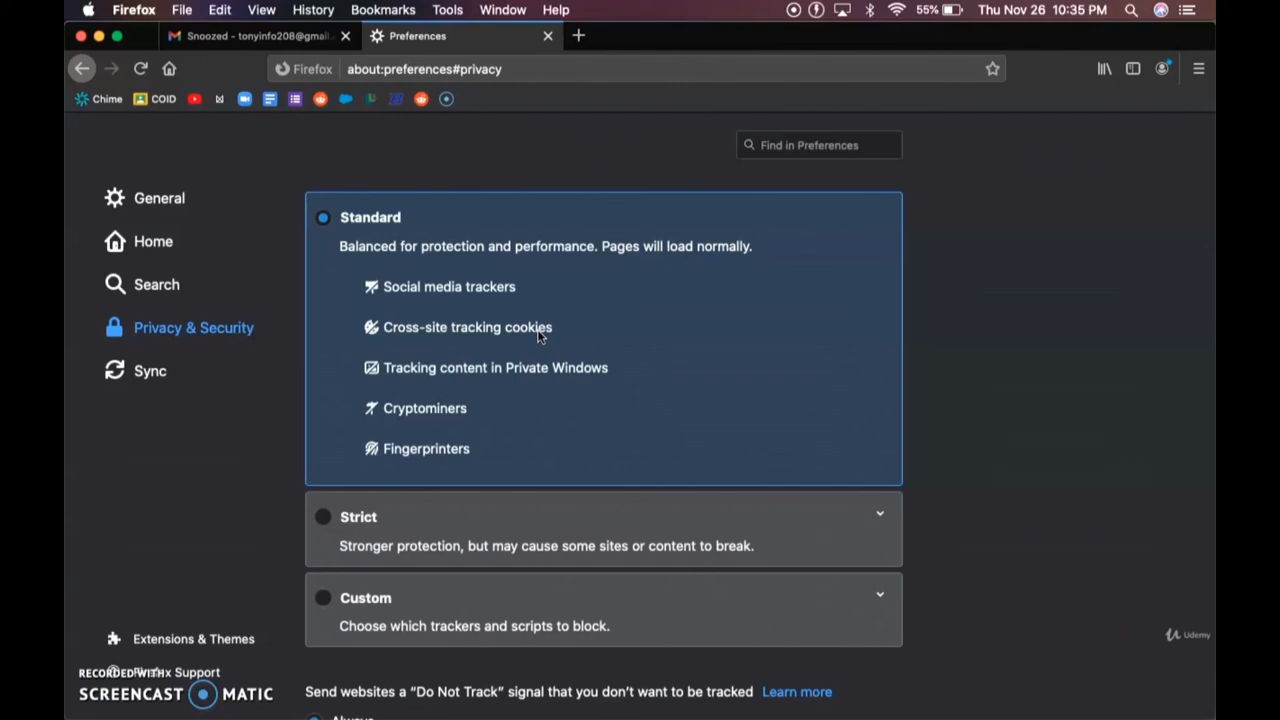 Firefox File Edit View History Bookmarks Tools Window Help 55% Thu Nov 26 10:35 PM
Snoozed - tonyinfo208@gmail. Preferences
Firefox about:preferences#privacy
Chime COID
Find in Preferences
General
Home
Search
Privacy & Security
Sync
Standard
Balanced for protection and performance. Pages will load normally.
Social media trackers
Cross-site tracking cookies
Tracking content in Private Windows
Cryptominers
Fingerprinters
Strict
Stronger protection, but may cause some sites or content to break.
Custom
Choose which trackers and scripts to block.
Udemy
Extensions & Themes
Support
RECORDED WITH
SCREENCAST MATIC
Send websites a “Do Not Track” signal that you don’t want to be tracked Learn more
Always